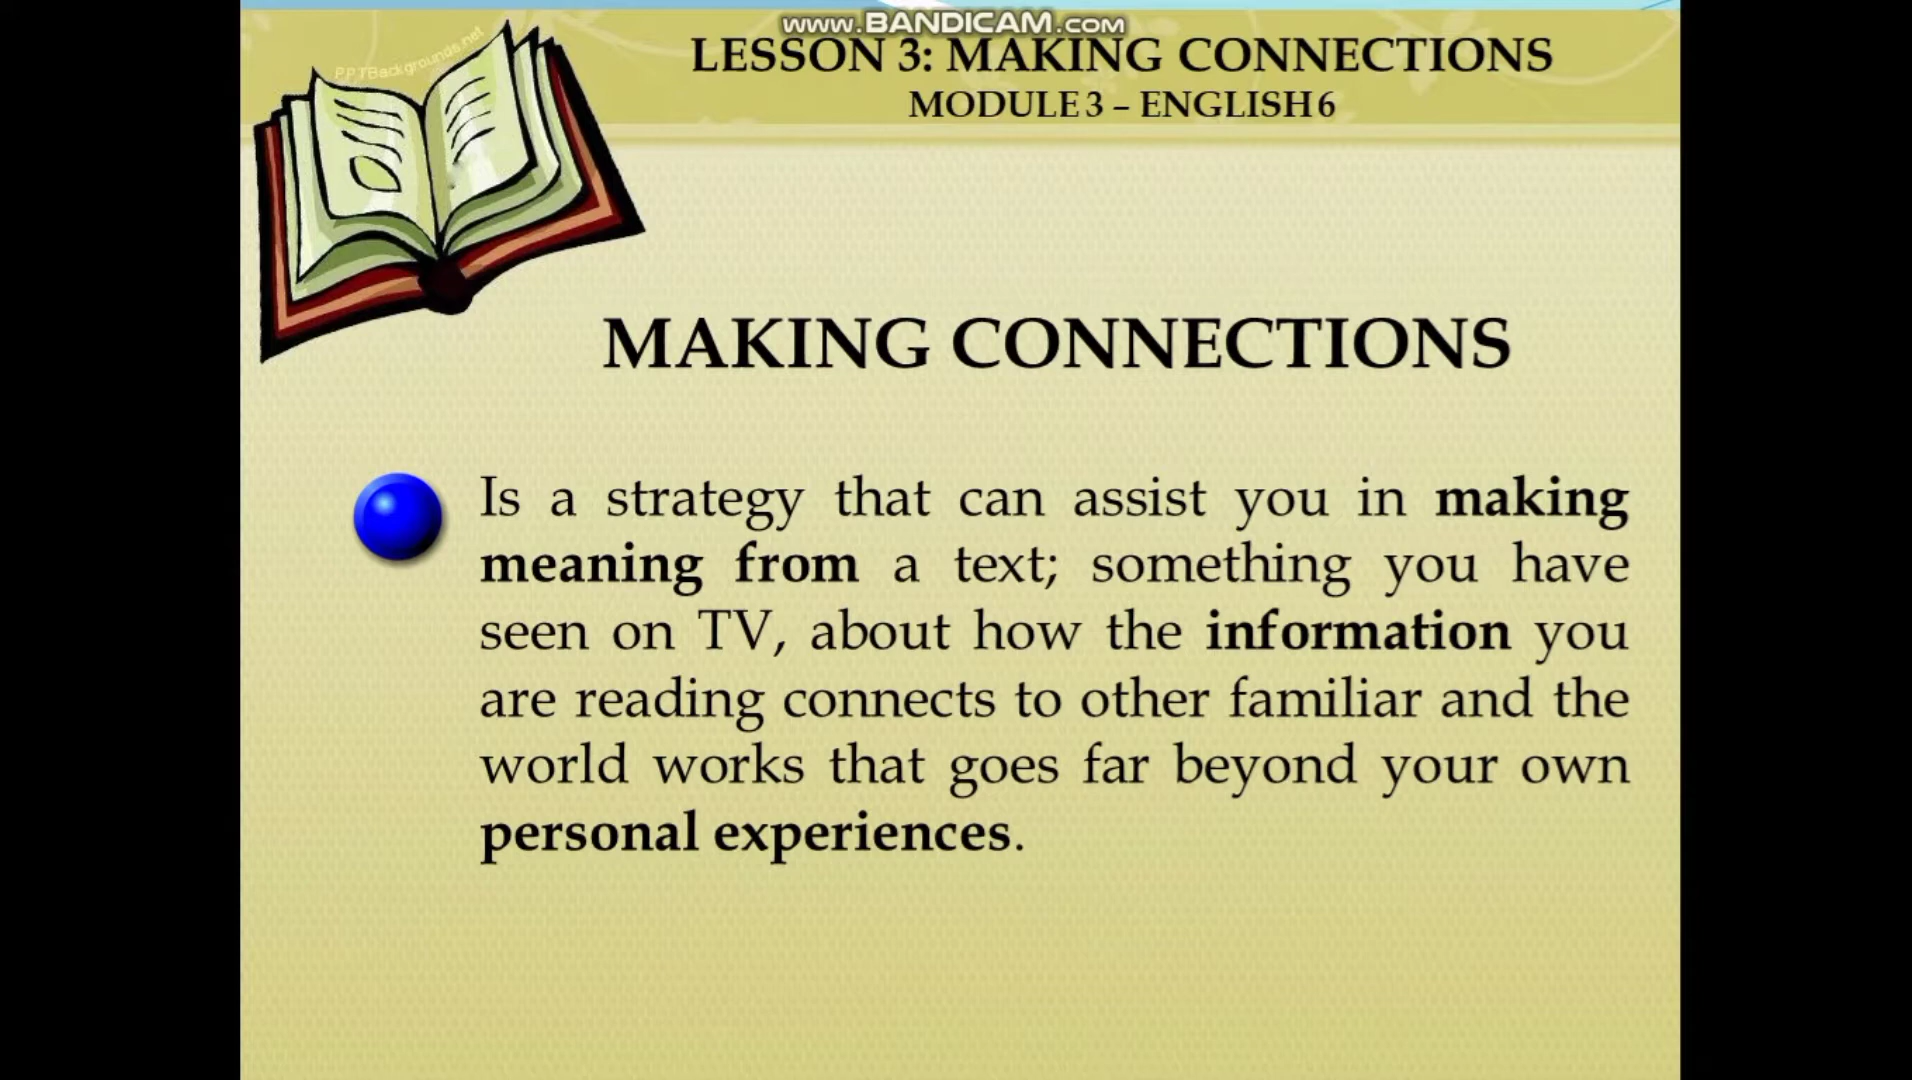 www.BANDICAM.com
LESSON 3: MAKING CONNECTIONS
MODULE 3 – ENGLISH 6
PPTBackgrounds.net
MAKING CONNECTIONS
Is a strategy that can assist you in making
meaning from a text; something you have
seen on TV, about how the information you
are reading connects to other familiar and the
world works that goes far beyond your own
personal experiences.